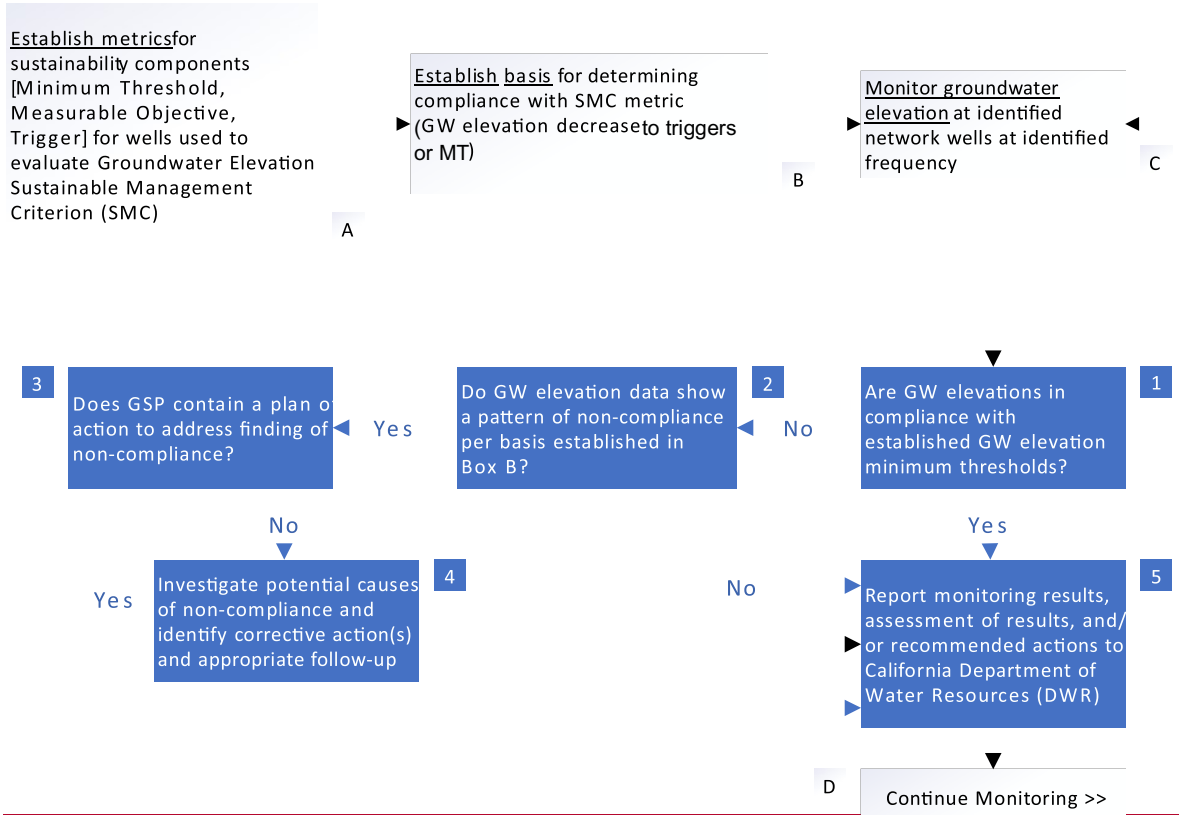 Establish metrics for
sustainability components
[Minimum Threshold,
Measurable Objective,
Trigger] for wells used to
evaluate Groundwater Elevation
Sustainable Management
Criterion (SMC)
A
Establish basis for determining
compliance with SMC metric
(GW elevation decrease to triggers
or MT)
B
Monitor groundwater
elevation at identified
network wells at identified
frequency
C
3
Does GSP contain a plan of
action to address finding of
non-compliance?
Yes
Do GW elevation data show
a pattern of non-compliance
per basis established in
Box B?
2
No
Are GW elevations in
compliance with
established GW elevation
minimum thresholds?
1
No
Yes
Yes
Investigate potential causes
of non-compliance and
identify corrective action(s)
and appropriate follow-up
4
No
Report monitoring results,
assessment of results, and/
or recommended actions to
California Department of
Water Resources (DWR)
5
D
Continue Monitoring >>